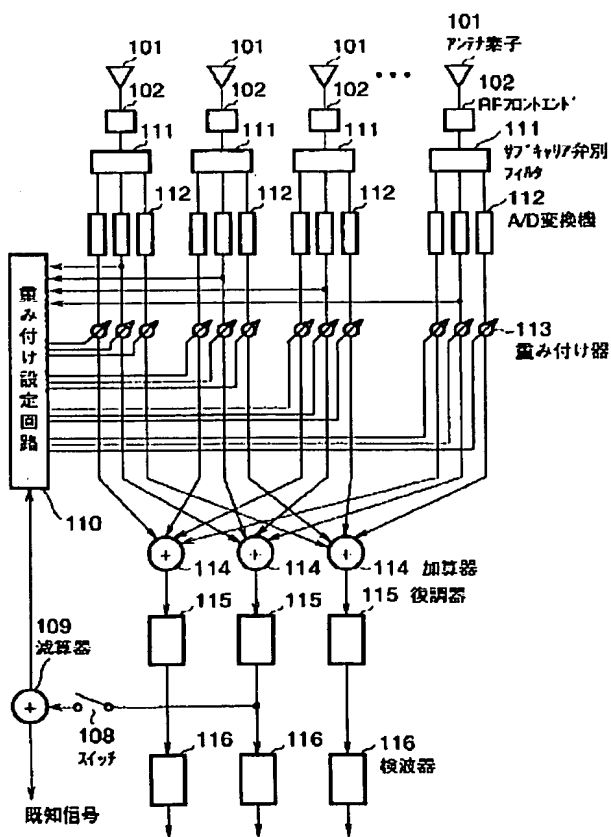 101 101 101 101
アンテナ素子
102 102 102 102
RFフロントエンド
111 111 111 111
サブキャリア弁別
フィルタ
112 112 112 112
A/D変換機
重み付け設定回路
113
重み付け器
110
+ + +
114 114 114 加算器
115 115 115 復調器
109
減算器
+
108
スイッチ
116 116 116
検波器
既知信号